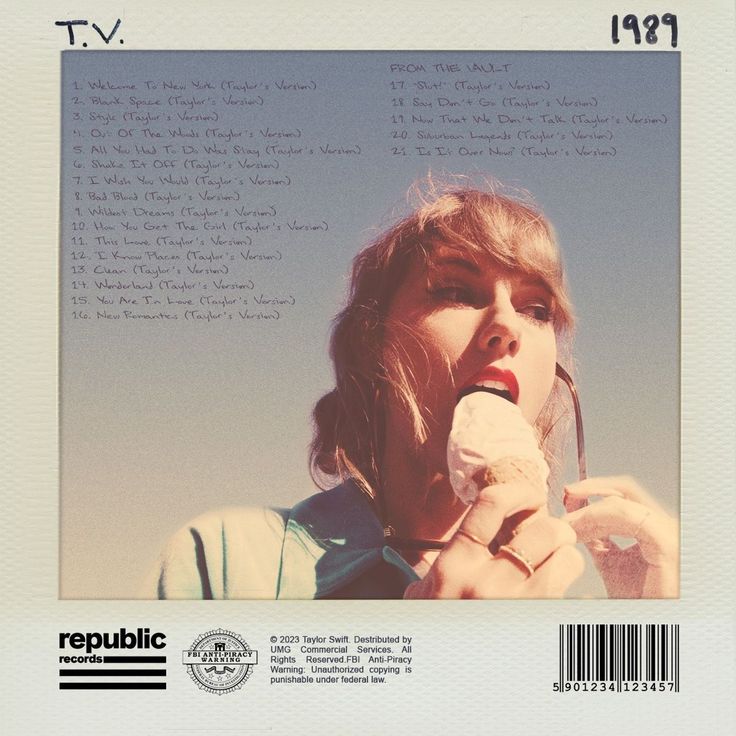 T.V.
1989
1. Welcome To New York (Taylor's Version)
2. Blank Space (Taylor's Version)
3. Style (Taylor's Version)
4. Out Of The Woods (Taylor's Version)
5. All You Had To Do Was Stay (Taylor's Version)
6. Shake It Off (Taylor's Version)
7. I Wish You Would (Taylor's Version)
8. Bad Blood (Taylor's Version)
9. Wildest Dreams (Taylor's Version)
10. How You Get The Girl (Taylor's Version)
11. This Love (Taylor's Version)
12. I Know Places (Taylor's Version)
13. Clean (Taylor's Version)
14. Wonderland (Taylor's Version)
15. You Are In Love (Taylor's Version)
16. New Romantics (Taylor's Version)
FROM THE VAULT
17. "Slut!" (Taylor's Version)
18 Say Don't Go (Taylor's Version)
19. Now That We Don't Talk (Taylor's Version)
20. Suburban Legends (Taylor's Version)
21. Is It Over Now? (Taylor's Version)
republic
records
FBI ANTI-PIRACY
WARNING
© 2023 Taylor Swift. Destributed by
UMG Commercial Services. All
Rights Reserved.FBI Anti-Piracy
Warning: Unauthorized copying is
punishable under federal law.
5 901234 123457